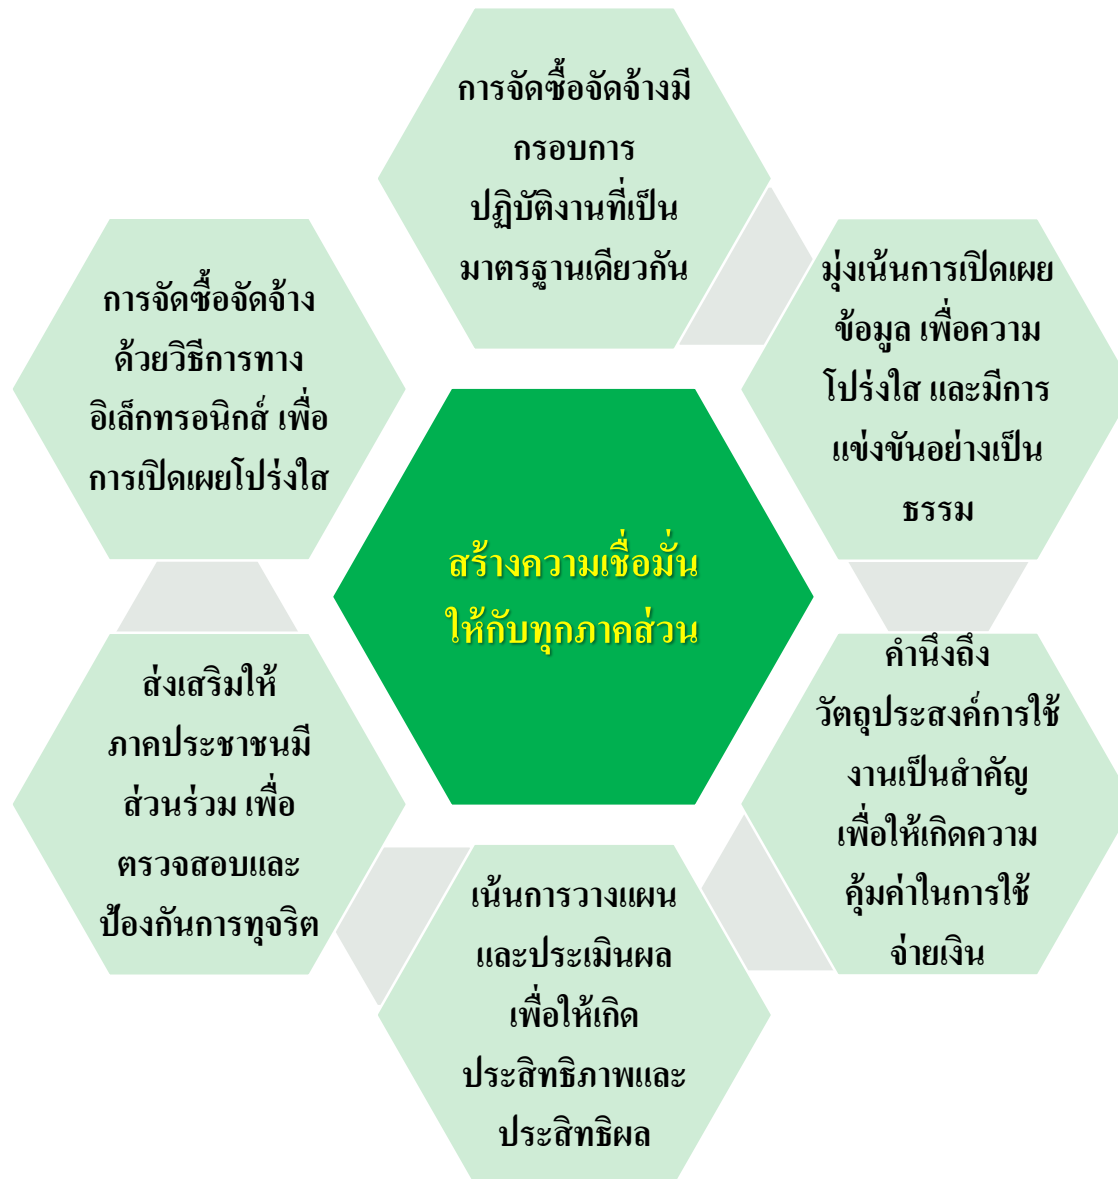 การจัดซื้อจัดจ้างมี
กรอบการ
ปฏิบัติงานที่เป็น
มาตรฐานเดียวกัน
มุ่งเน้นการเปิดเผย
ข้อมูล เพื่อความ
โปร่งใส และมีการ
แข่งขันอย่างเป็น
ธรรม
คำนึงถึง
วัตถุประสงค์การใช้
งานเป็นสำคัญ
เพื่อให้เกิดความ
คุ้มค่าในการใช้
จ่ายเงิน
เน้นการวางแผน
และประเมินผล
เพื่อให้เกิด
ประสิทธิภาพและ
ประสิทธิผล
ส่งเสริมให้
ภาคประชาชนมี
ส่วนร่วม เพื่อ
ตรวจสอบและ
ป้องกันการทุจริต
การจัดซื้อจัดจ้าง
ด้วยวิธีการทาง
อิเล็กทรอนิกส์ เพื่อ
การเปิดเผยโปร่งใส
สร้างความเชื่อมั่น
ให้กับทุกภาคส่วน